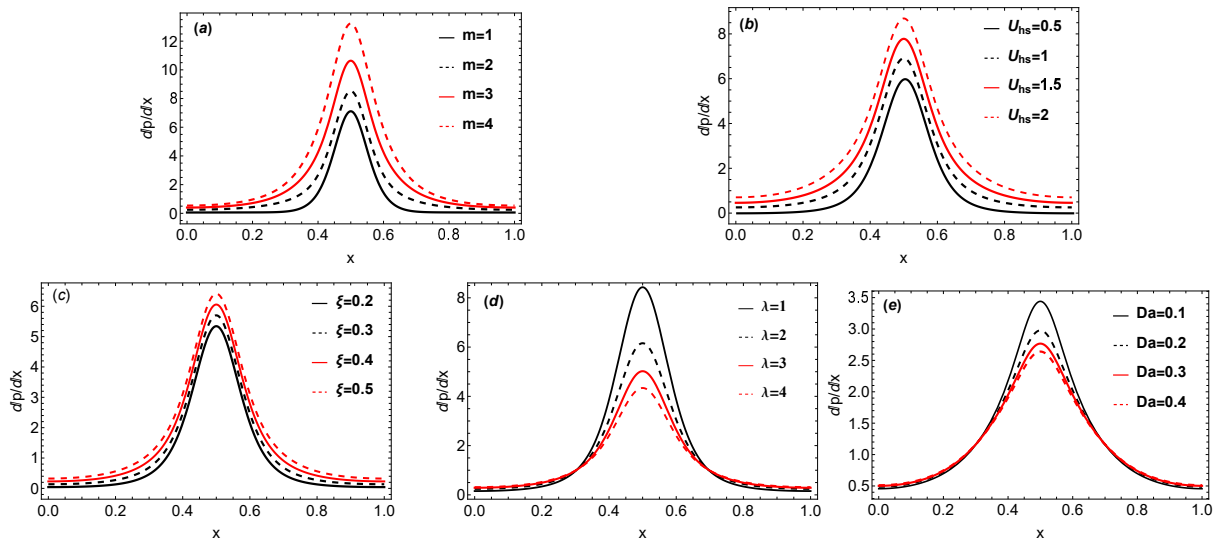 (a)
m=1
m=2
m=3
m=4
dp/dx
12
10
8
6
4
2
0
0.0 0.2 0.4 0.6 0.8 1.0
x
(b)
Uhs=0.5
Uhs=1
Uhs=1.5
Uhs=2
dp/dx
8
6
4
2
0
0.0 0.2 0.4 0.6 0.8 1.0
x
(c)
ξ=0.2
ξ=0.3
ξ=0.4
ξ=0.5
dp/dx
6
5
4
3
2
1
0
0.0 0.2 0.4 0.6 0.8 1.0
x
(d)
λ=1
λ=2
λ=3
λ=4
dp/dx
8
6
4
2
0
0.0 0.2 0.4 0.6 0.8 1.0
x
(e)
Da=0.1
Da=0.2
Da=0.3
Da=0.4
dp/dx
3.5
3.0
2.5
2.0
1.5
1.0
0.5
0.0 0.2 0.4 0.6 0.8 1.0
x